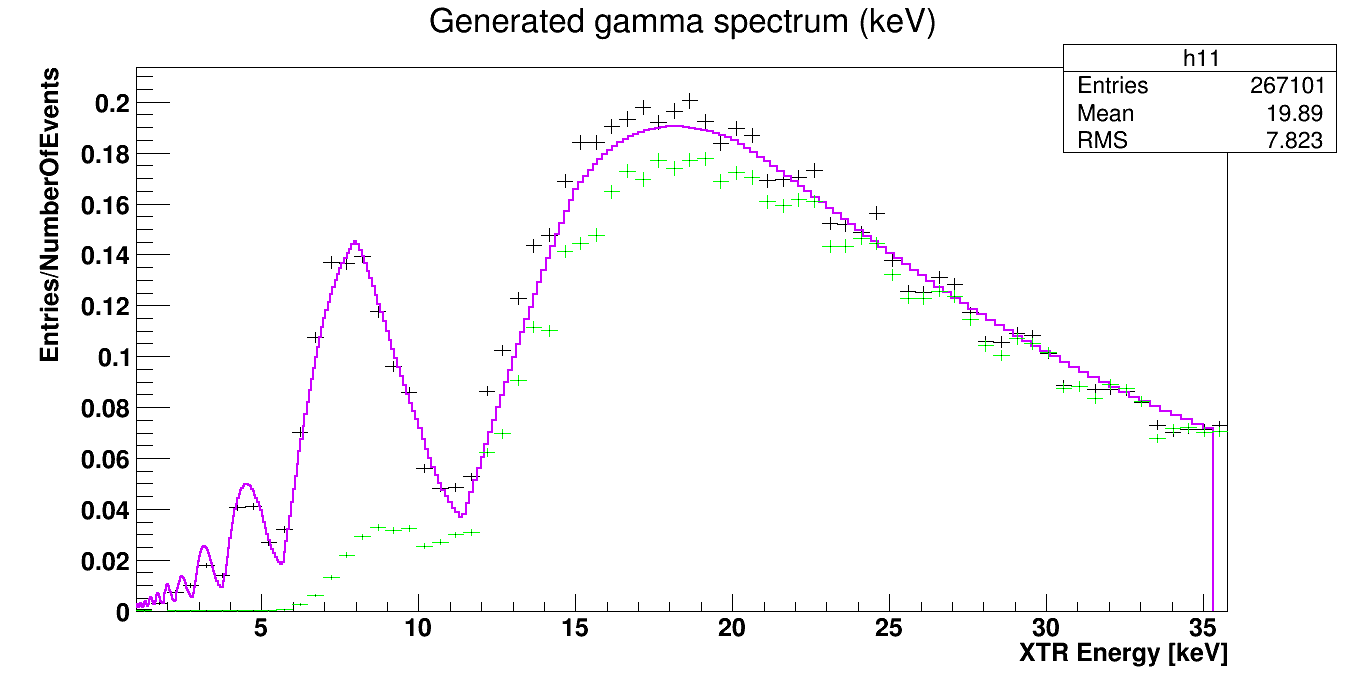 Generated gamma spectrum (keV)
h11
Entries 267101
Mean 19.89
RMS 7.823
Entries/NumberOfEvents
0.2
0.18
0.16
0.14
0.12
0.1
0.08
0.06
0.04
0.02
0
5 10 15 20 25 30 35
XTR Energy [keV]